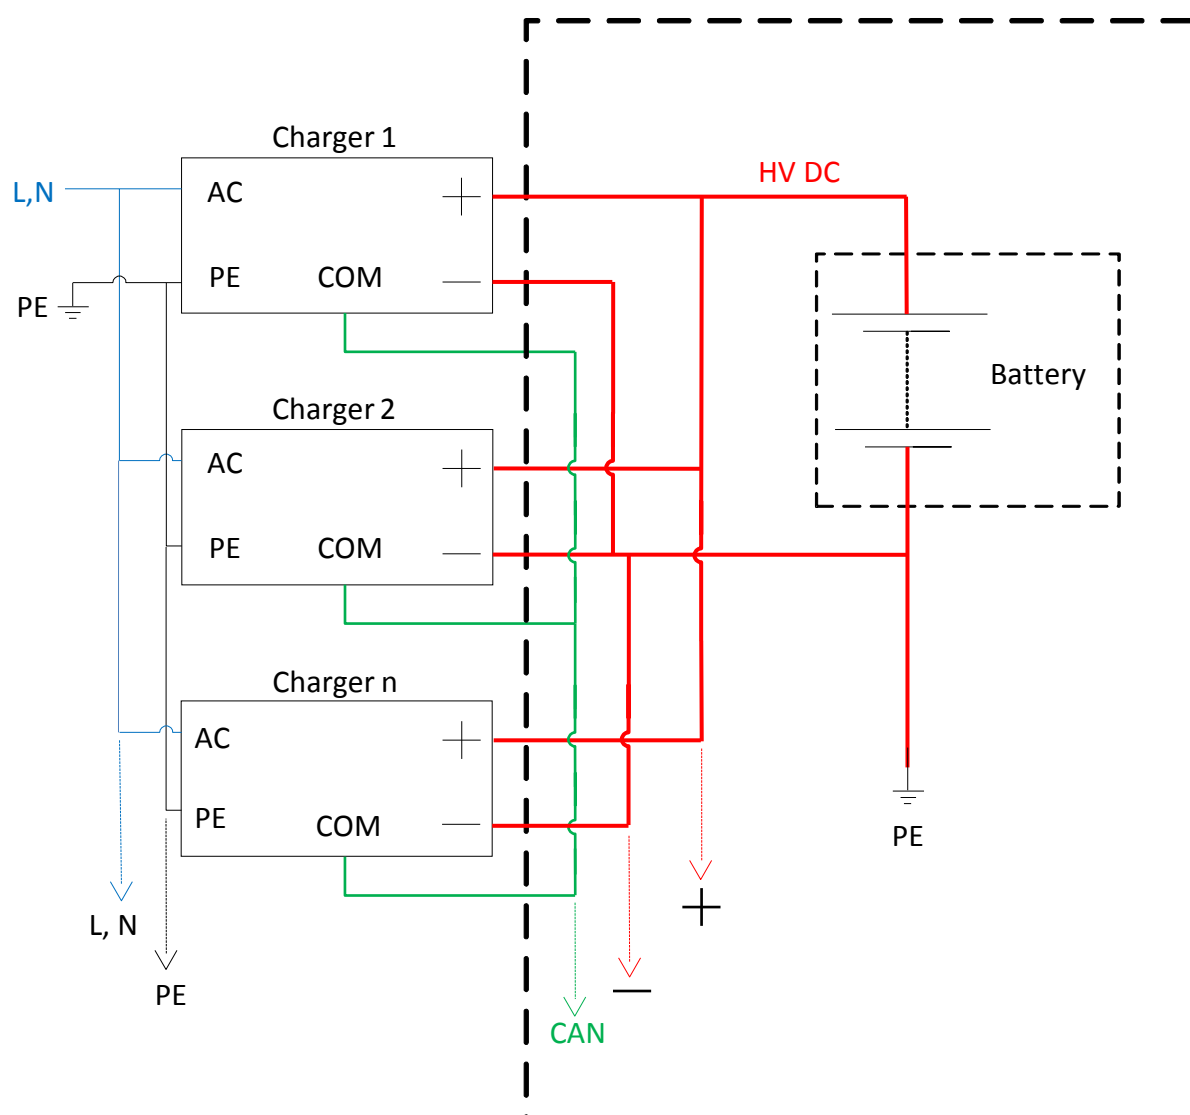 Charger 1
HV DC
L,N
AC
PE
COM
PE
Battery
Charger 2
AC
PE
COM
Charger n
AC
PE
COM
PE
L, N
PE
CAN